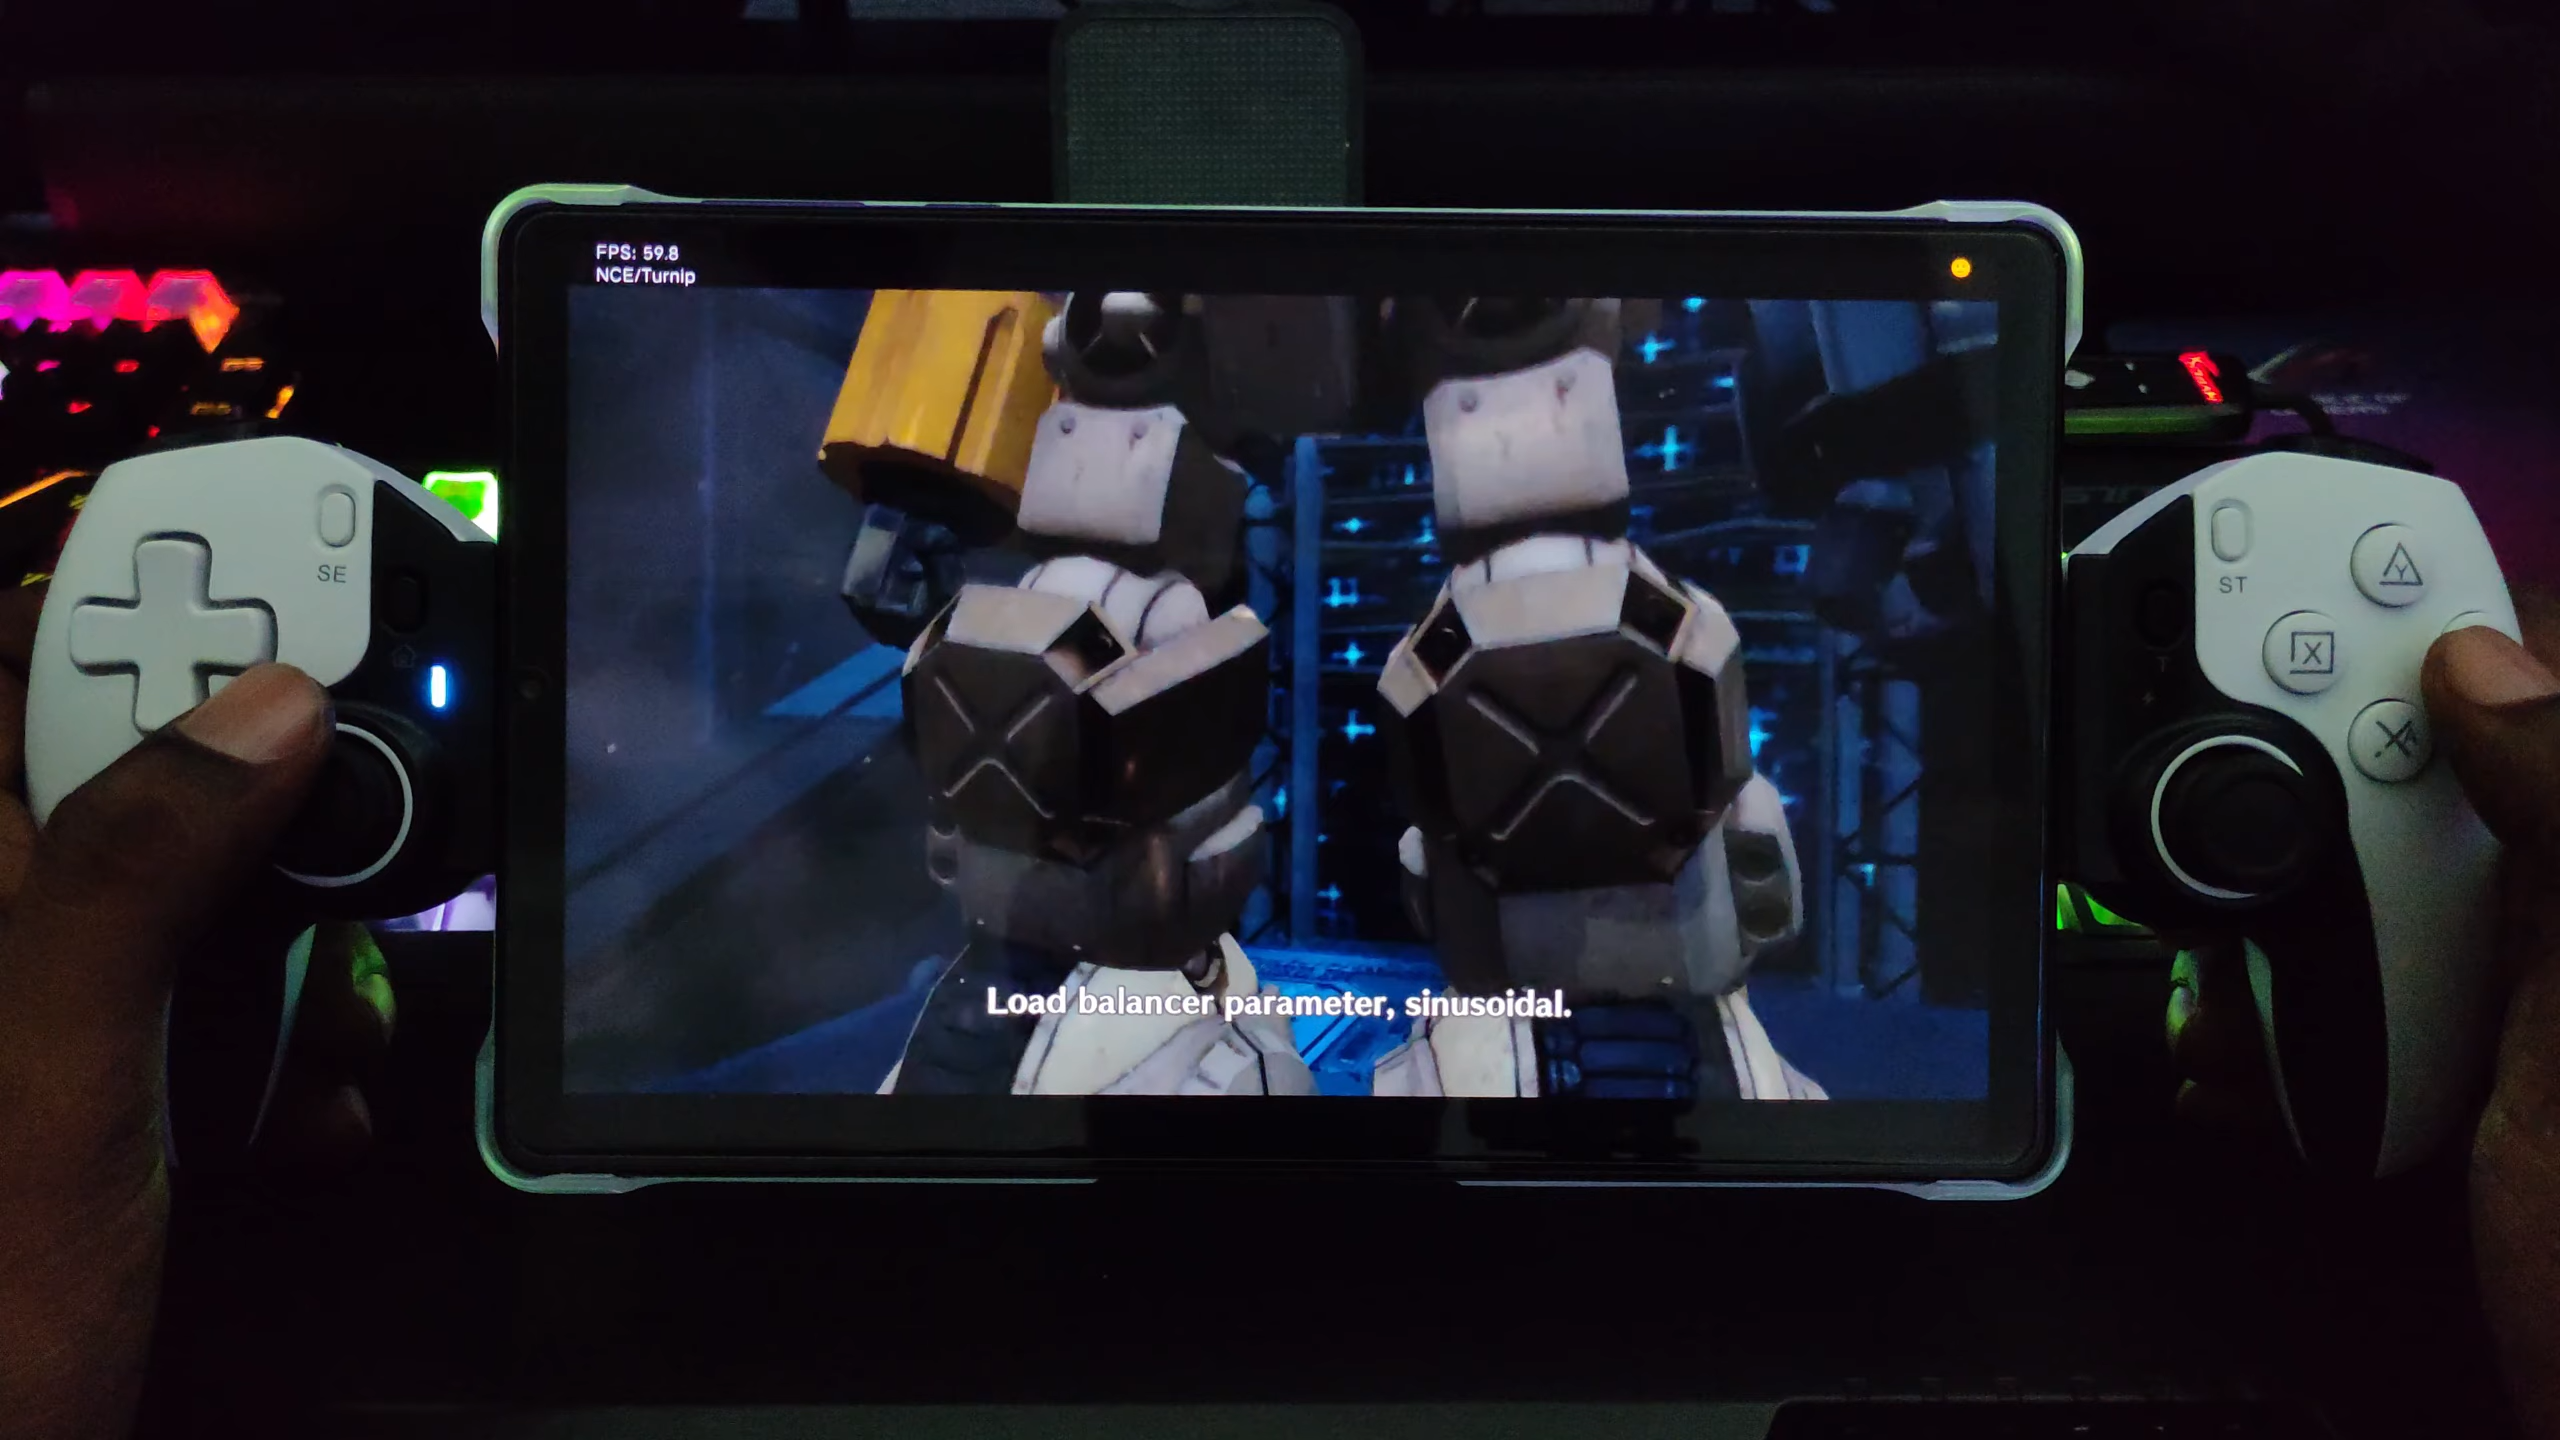 FPS: 59.8
NCE/Turnip
SE
ST
Y
X
A
T
Load balancer parameter, sinusoidal.